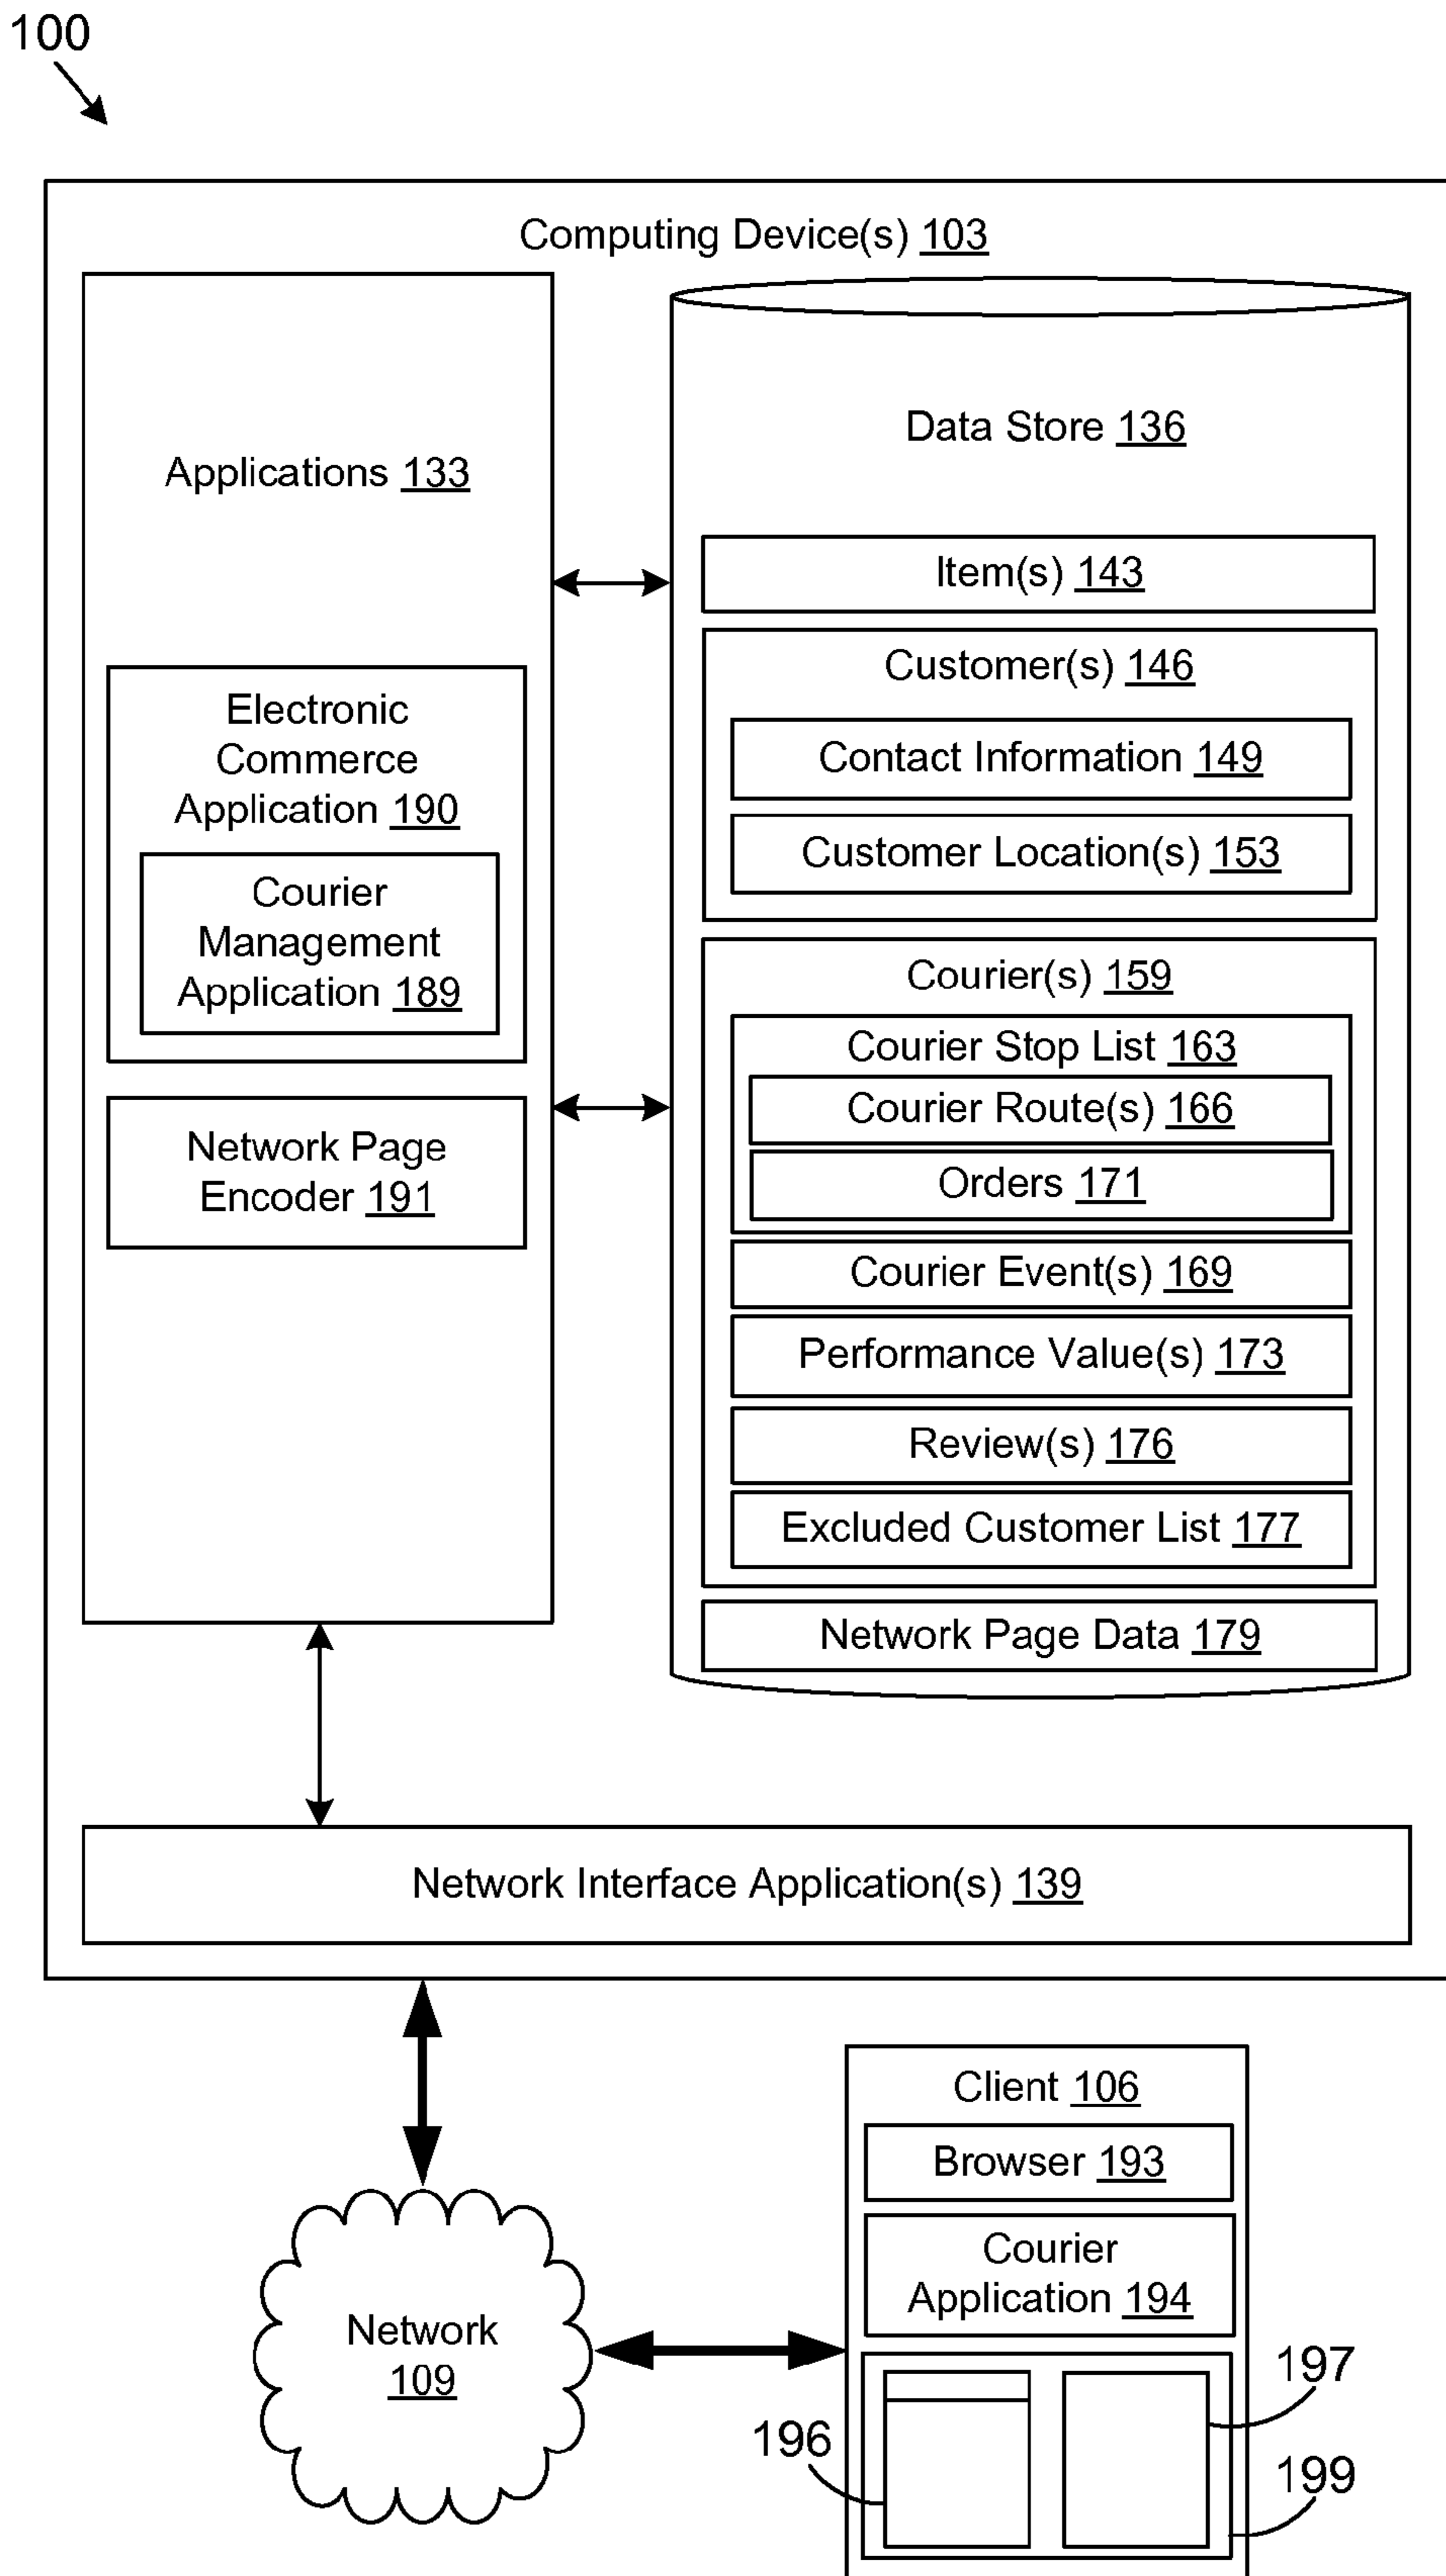 100
Computing Device(s) 103
Applications 133
Electronic
Commerce
Application 190
Courier
Management
Application 189
Network Page
Encoder 191
Data Store 136
Item(s) 143
Customer(s) 146
Contact Information 149
Customer Location(s) 153
Courier(s) 159
Courier Stop List 163
Courier Route(s) 166
Orders 171
Courier Event(s) 169
Performance Value(s) 173
Review(s) 176
Excluded Customer List 177
Network Page Data 179
Network Interface Application(s) 139
Network
109
Client 106
Browser 193
Courier
Application 194
196
197
199